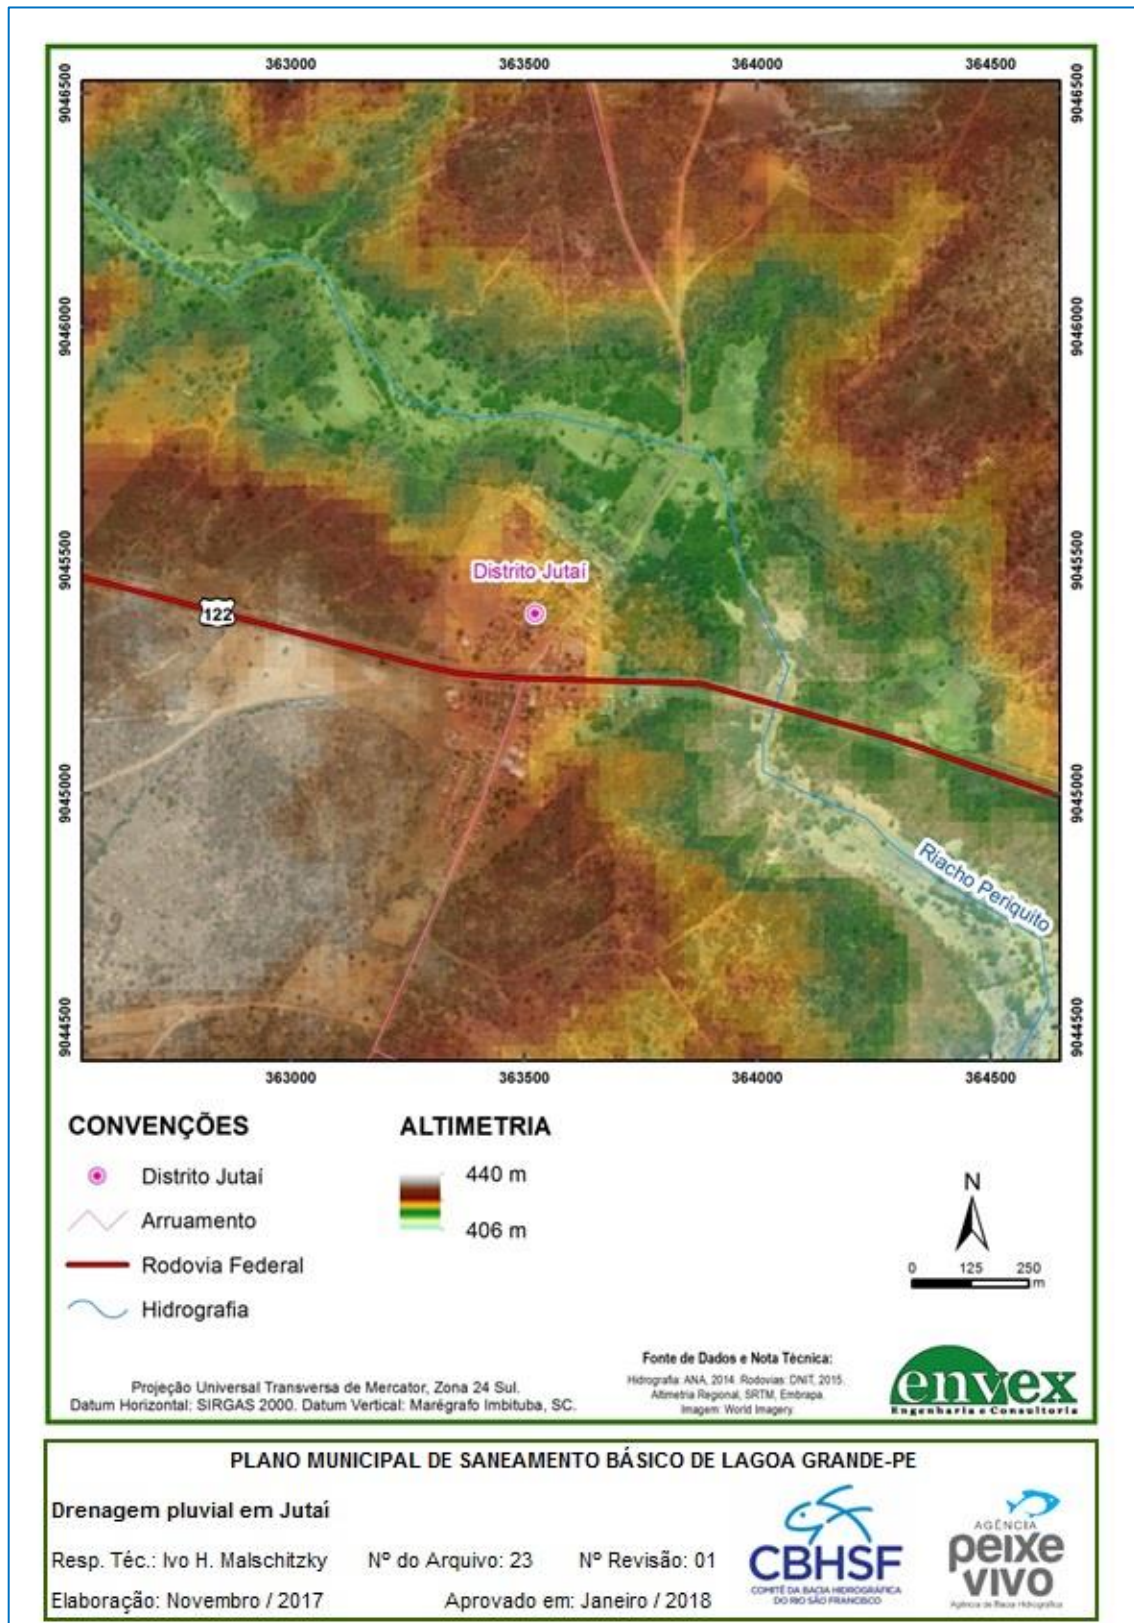 363000 363500 364000 364500
9046500 9046500
9046000 9046000
9045500 9045500
Distrito Jutaí
122
9045000 9045000
Riacho Periquito
9044500 9044500
363000 363500 364000 364500
CONVENÇÕES
Distrito Jutaí
Arruamento
Rodovia Federal
Hidrografia
ALTIMETRIA
440 m
406 m
N
0 125 250
m
Projeção Universal Transversa de Mercator, Zona 24 Sul.
Datum Horizontal: SIRGAS 2000. Datum Vertical: Marégrafo Imbituba, SC.
Fonte de Dados e Nota Técnica:
Hidrografia: ANA, 2014. Rodovias: DNIT, 2015.
Altimetria Regional, SRTM, Embrapa.
Imagem: World Imagery.
envex
Engenharia e Consultoria
PLANO MUNICIPAL DE SANEAMENTO BÁSICO DE LAGOA GRANDE-PE
Drenagem pluvial em Jutaí
Resp. Téc.: Ivo H. Malschitzky Nº do Arquivo: 23 Nº Revisão: 01
Elaboração: Novembro / 2017 Aprovado em: Janeiro / 2018
CBHSF
COMITÊ DA BACIA HIDROGRÁFICA
DO RIO SÃO FRANCISCO
AGÊNCIA
peixe
vivo
Agência de Bacia Hidrográfica